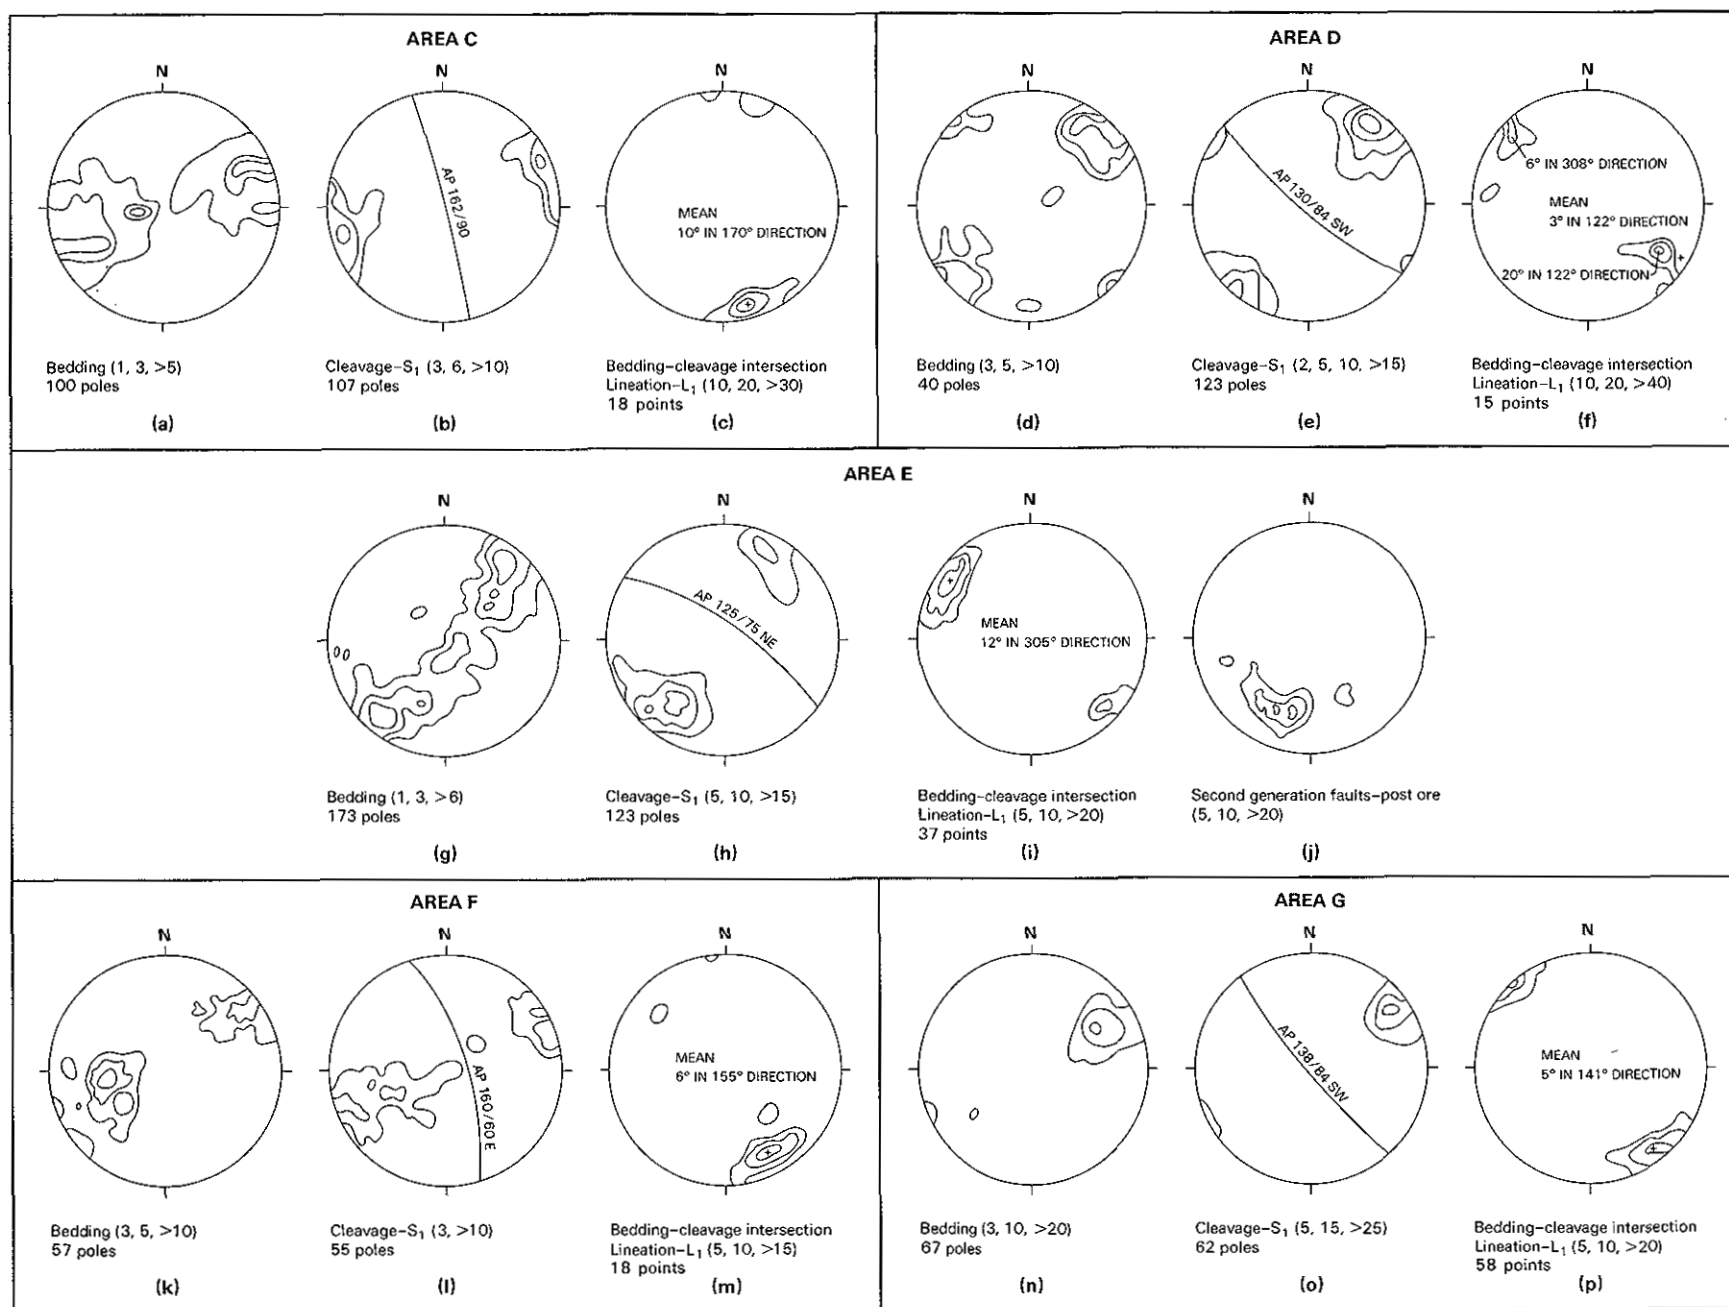 AREA C
N
AP 162/90
N
N
MEAN
10° IN 170° DIRECTION
Bedding (1, 3, >5)
100 poles
(a)
Cleavage–S₁ (3, 6, >10)
107 poles
(b)
Bedding–cleavage intersection
Lineation–L₁ (10, 20, >30)
18 points
(c)
AREA D
N
N
AP 130/84 SW
N
6° IN 308° DIRECTION
MEAN
3° IN 122° DIRECTION
20° IN 122° DIRECTION
Bedding (3, 5, >10)
40 poles
(d)
Cleavage–S₁ (2, 5, 10, >15)
123 poles
(e)
Bedding–cleavage intersection
Lineation–L₁ (10, 20, >40)
15 points
(f)
AREA E
N
N
AP 125/75 NE
N
MEAN
12° IN 305° DIRECTION
N
Bedding (1, 3, >6)
173 poles
(g)
Cleavage–S₁ (5, 10, >15)
123 poles
(h)
Bedding–cleavage intersection
Lineation–L₁ (5, 10, >20)
37 points
(i)
Second generation faults–post ore
(5, 10, >20)
(j)
AREA F
N
N
AP 160/60 E
N
MEAN
6° IN 155° DIRECTION
Bedding (3, 5, >10)
57 poles
(k)
Cleavage–S₁ (3, >10)
55 poles
(l)
Bedding–cleavage intersection
Lineation–L₁ (5, 10, >15)
18 points
(m)
AREA G
N
N
AP 138/84 SW
N
MEAN
5° IN 141° DIRECTION
Bedding (3, 10, >20)
67 poles
(n)
Cleavage–S₁ (5, 15, >25)
62 poles
(o)
Bedding–cleavage intersection
Lineation–L₁ (5, 10, >20)
58 points
(p)